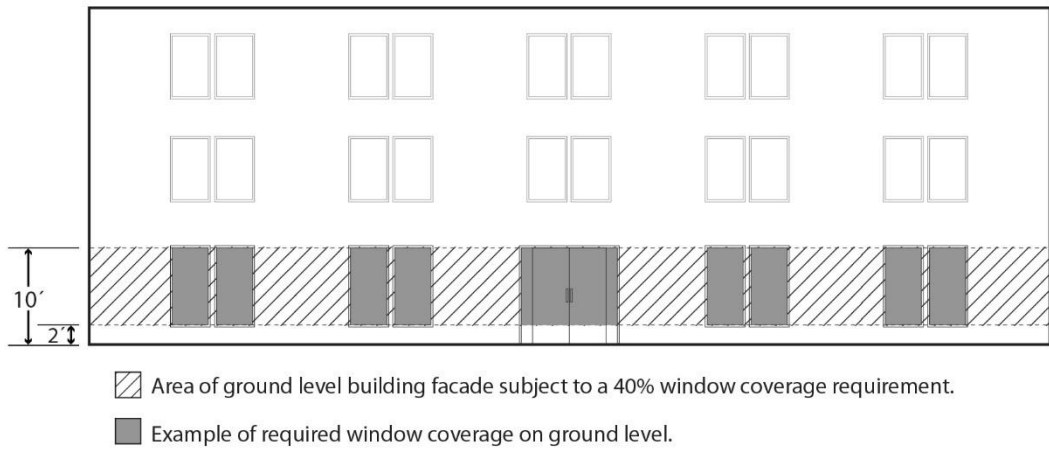 10´
2´
Area of ground level building facade subject to a 40% window coverage requirement.
Example of required window coverage on ground level.